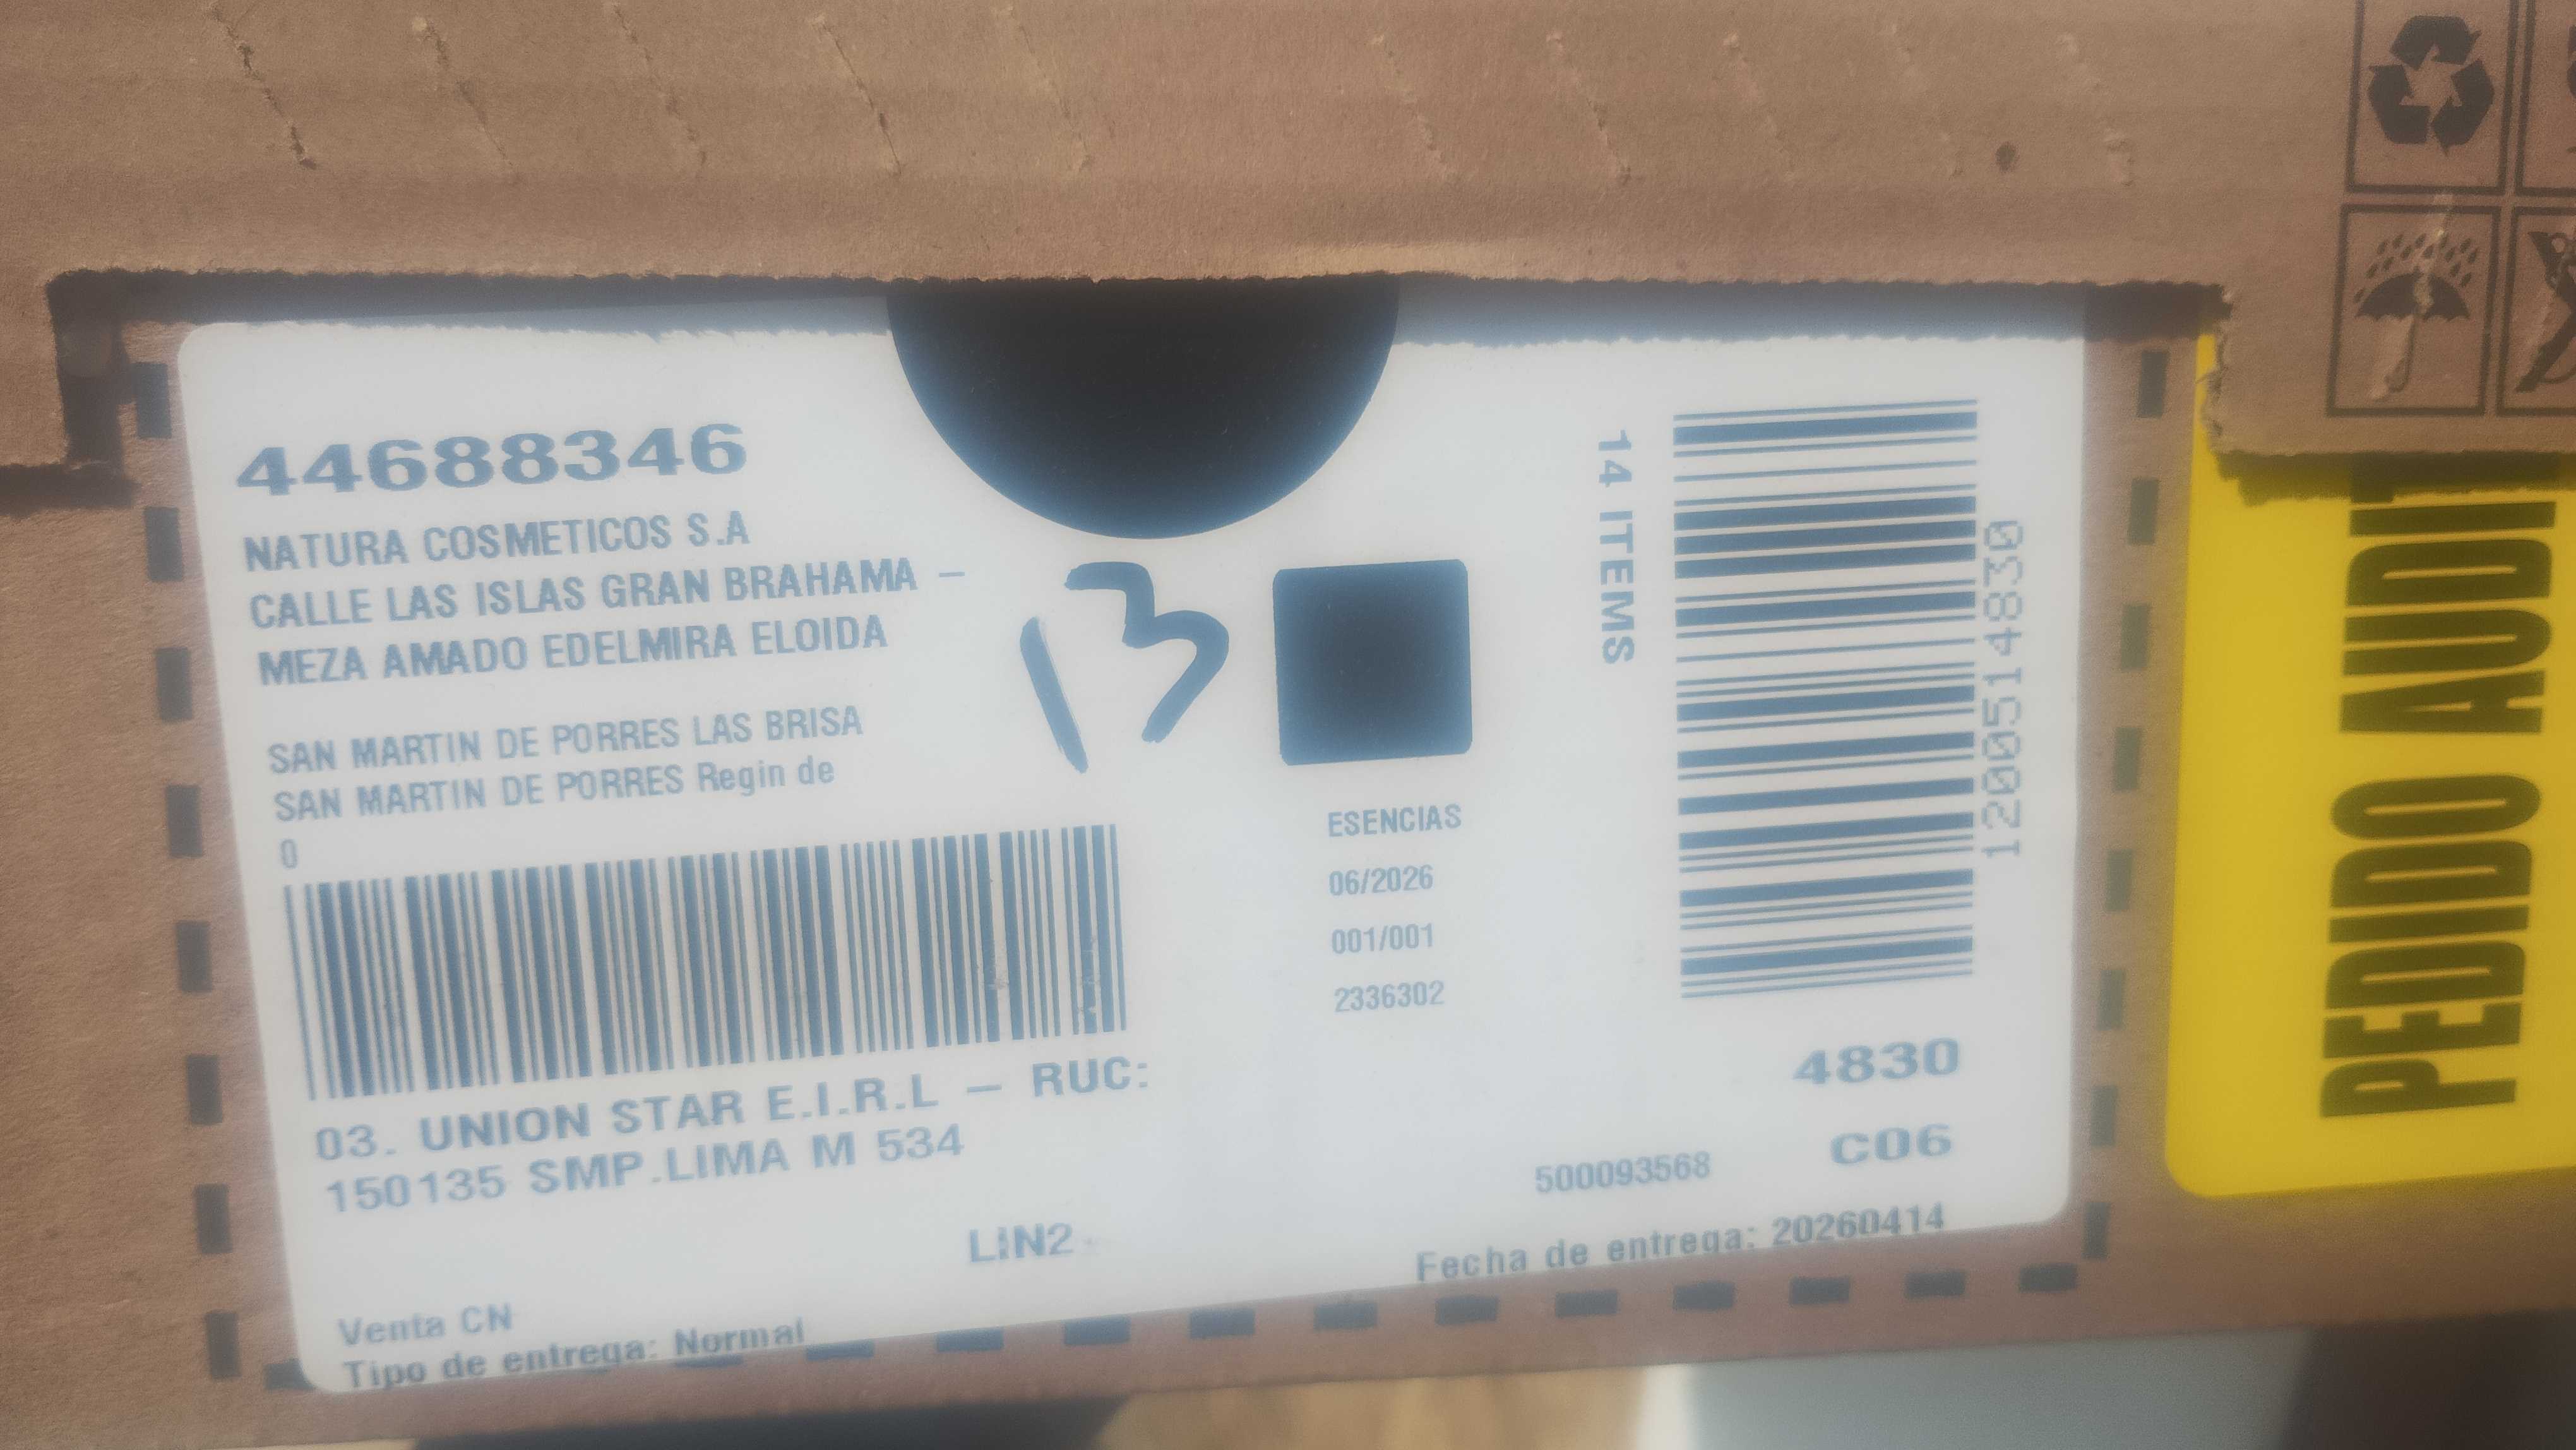 44688346
NATURA COSMETICOS S.A
CALLE LAS ISLAS GRAN BRAHAMA –
MEZA AMADO EDELMIRA ELOIDA
SAN MARTIN DE PORRES LAS BRISA
SAN MARTIN DE PORRES Regin de
0
03. UNION STAR E.I.R.L – RUC:
150135 SMP.LIMA M 534
LIN2
Venta CN
Tipo de entrega: Normal
13
ESENCIAS
06/2026
001/001
2336302
14 ITEMS
1200514830
4830
C06
500093568
Fecha de entrega: 20260414
PEDIDO AUDIT